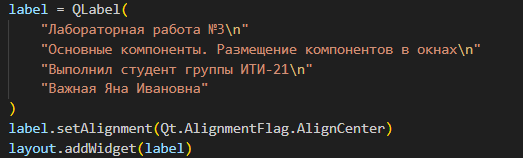 label = QLabel(
    "Лабораторная работа №3\n"
    "Основные компоненты. Размещение компонентов в окнах\n"
    "Выполнил студент группы ИТИ-21\n"
    "Важная Яна Ивановна"
)
label.setAlignment(Qt.AlignmentFlag.AlignCenter)
layout.addWidget(label)